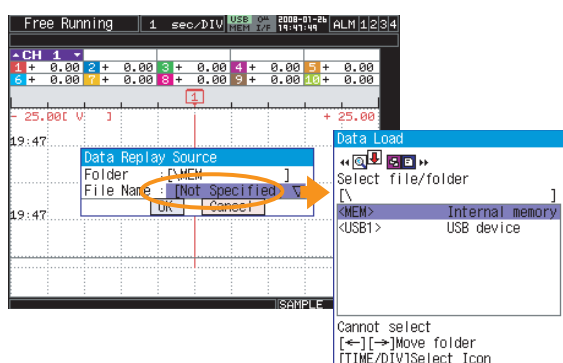 Free Running 1 sec/DIV USB MEM I/F 2008-01-26 19:47:49 ALM 1 2 3 4
CH 1
1 + 0.00 2 + 0.00 3 + 0.00 4 + 0.00 5 + 0.00
6 + 0.00 7 + 0.00 8 + 0.00 9 + 0.00 10 + 0.00
1
- 25.00[ V ] + 25.00
19:47
Data Replay Source
Folder :[\MEM ]
File Name : [Not Specified
OK Cancel
19:47
SAMPLE
Data Load
Select file/folder
[\ ]
<MEM> Internal memory
<USB1> USB device
Cannot select
[←][→]Move folder
[TIME/DIV]Select Icon